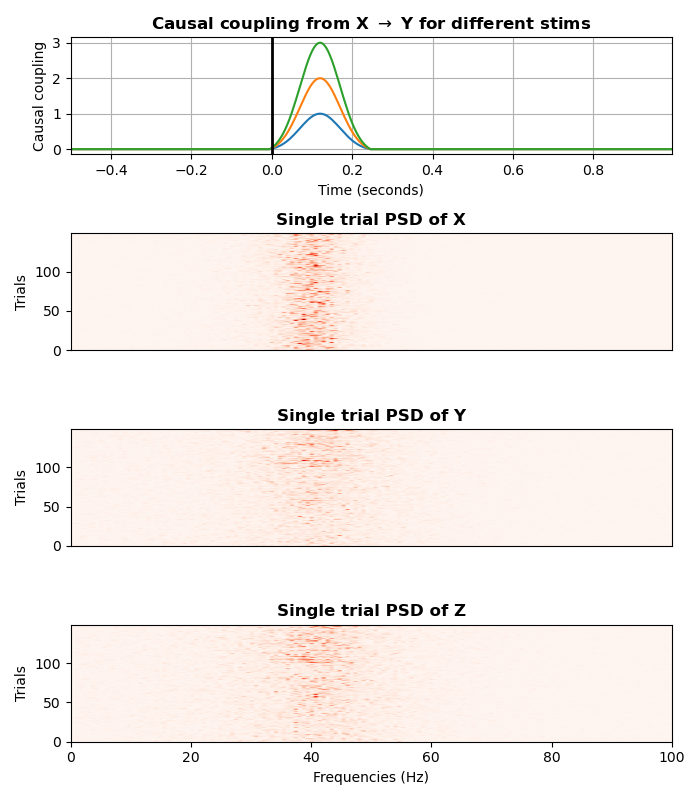 Causal coupling from X → Y for different stims
Causal coupling
3
2
1
0
−0.4 −0.2 0.0 0.2 0.4 0.6 0.8
Time (seconds)
Single trial PSD of X
Trials
100
50
0
Single trial PSD of Y
Trials
100
50
0
Single trial PSD of Z
Trials
100
50
0
0 20 40 60 80 100
Frequencies (Hz)